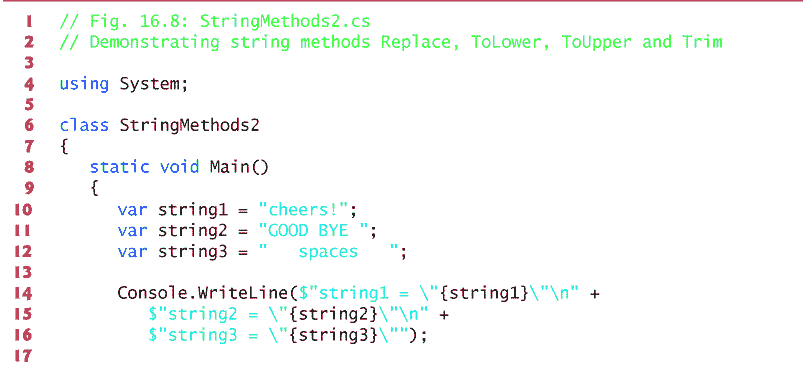 1 // Fig. 16.8: StringMethods2.cs
2 // Demonstrating string methods Replace, ToLower, ToUpper and Trim
3
4 using System;
5
6 class StringMethods2
7 {
8 static void Main()
9 {
10 var string1 = "cheers!";
11 var string2 = "GOOD BYE ";
12 var string3 = "   spaces   ";
13
14 Console.WriteLine($"string1 = \"{string1}\"\n" +
15 $"string2 = \"{string2}\"\n" +
16 $"string3 = \"{string3}\"");
17